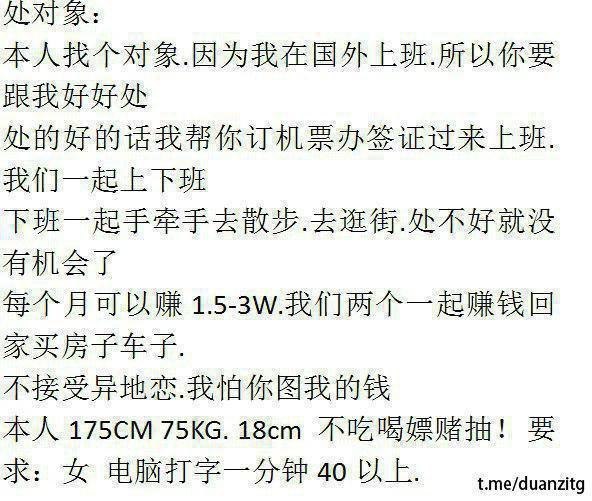 处对象：
本人找个对象.因为我在国外上班.所以你要
跟我好好处
处的好的话我帮你订机票办签证过来上班.
我们一起上下班
下班一起手牵手去散步.去逛街.处不好就没
有机会了
每个月可以赚 1.5-3W.我们两个一起赚钱回
家买房子车子.
不接受异地恋.我怕你图我的钱
本人 175CM 75KG. 18cm 不吃喝嫖赌抽！要
求：女 电脑打字一分钟 40 以上.
t.me/duanzitg